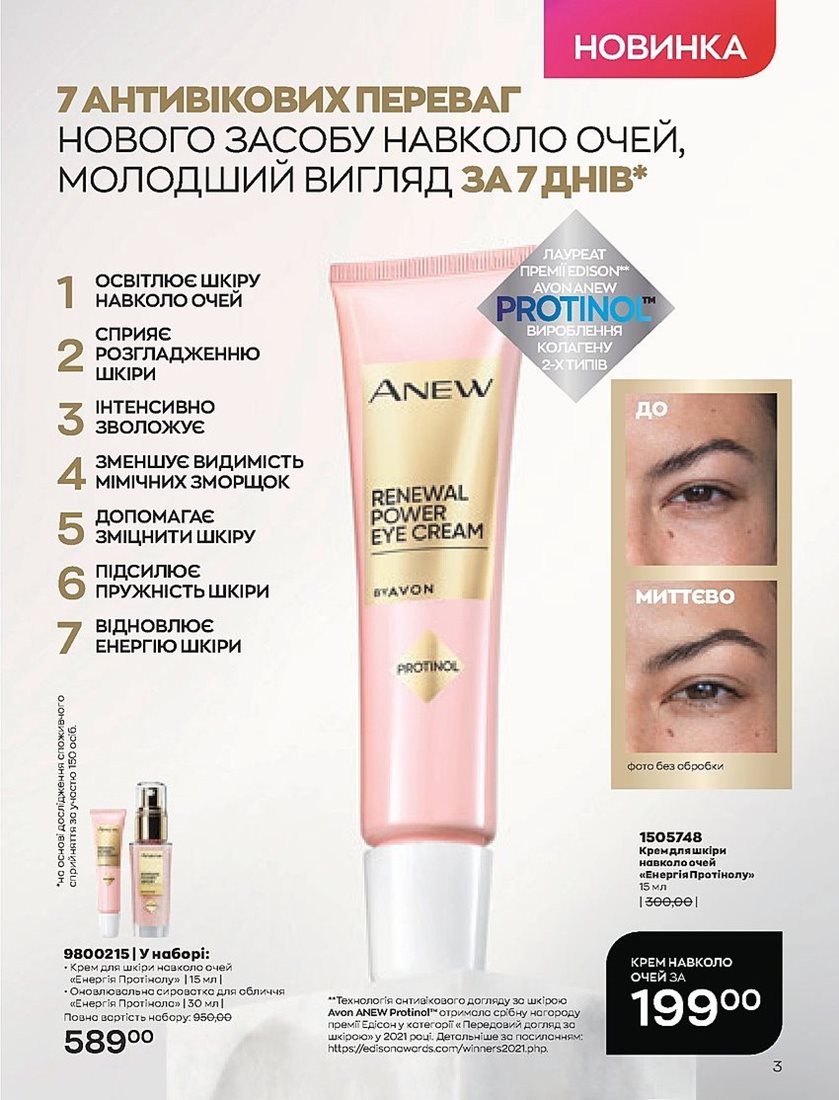 НОВИНКА
7 АНТИВІКОВИХ ПЕРЕВАГ
НОВОГО ЗАСОБУ НАВКОЛО ОЧЕЙ,
МОЛОДШИЙ ВИГЛЯД ЗА 7 ДНІВ*
1 ОСВІТЛЮЄ ШКІРУ
НАВКОЛО ОЧЕЙ
2 СПРИЯЄ
РОЗГЛАДЖЕННЮ
ШКІРИ
3 ІНТЕНСИВНО
ЗВОЛОЖУЄ
4 ЗМЕНШУЄ ВИДИМІСТЬ
МІМІЧНИХ ЗМОРЩОК
5 ДОПОМАГАЄ
ЗМІЦНИТИ ШКІРУ
6 ПІДСИЛЮЄ
ПРУЖНІСТЬ ШКІРИ
7 ВІДНОВЛЮЄ
ЕНЕРГІЮ ШКІРИ
ЛАУРЕАТ
ПРЕМІЇ EDISON**
AVON ANEW
PROTINOL™
ВИРОБЛЕННЯ
КОЛАГЕНУ
2-Х ТИПІВ
ANEW
RENEWAL
POWER
EYE CREAM
BY AVON
PROTINOL
ДО
МИТТЄВО
фото без обробки
*на основі дослідження споживчого
сприйняття за участю 150 осіб.
ANEW
RENEWAL
POWER
EYE CREAM
9800215 | У наборі:
• Крем для шкіри навколо очей
«Енергія Протінолу» | 15 мл |
• Оновлювальна сироватка для обличчя
«Енергія Протінола» | 30 мл |
Повна вартість набору: 950,00
589⁰⁰
**Технологія антивікового догляду за шкірою
Avon ANEW Protinol™ отримала срібну нагороду
премії Едісон у категорії « Передовий догляд за
шкірою» у 2021 році. Детальніше за посиланням:
https://edisonawards.com/winners2021.php.
1505748
Крем для шкіри
навколо очей
«Енергія Протінолу»
15 мл
| 300,00 |
КРЕМ НАВКОЛО
ОЧЕЙ ЗА
199⁰⁰
3